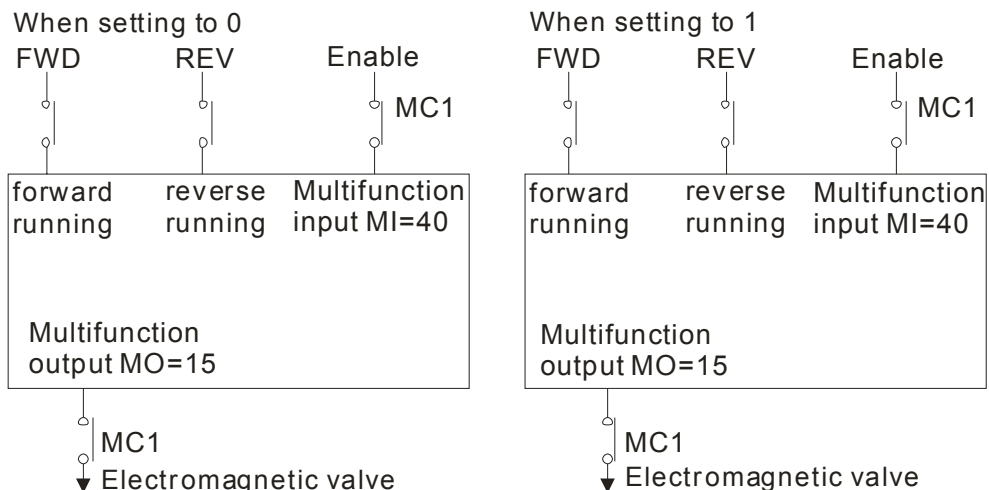 When setting to 0
FWD REV Enable
MC1
forward running
reverse running
Multifunction input MI=40
Multifunction output MO=15
MC1
Electromagnetic valve
When setting to 1
FWD REV Enable
MC1
forward running
reverse running
Multifunction input MI=40
Multifunction output MO=15
MC1
Electromagnetic valve